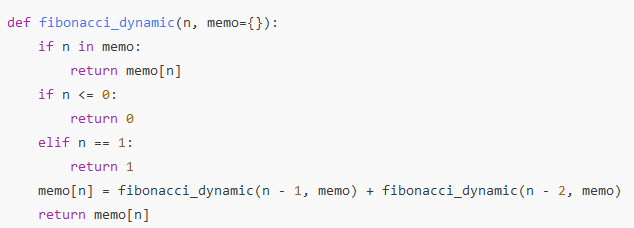 def fibonacci_dynamic(n, memo={}):
    if n in memo:
        return memo[n]
    if n <= 0:
        return 0
    elif n == 1:
        return 1
    memo[n] = fibonacci_dynamic(n - 1, memo) + fibonacci_dynamic(n - 2, memo)
    return memo[n]